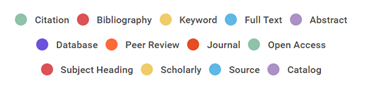 Citation Bibliography Keyword Full Text Abstract
Database Peer Review Journal Open Access
Subject Heading Scholarly Source Catalog